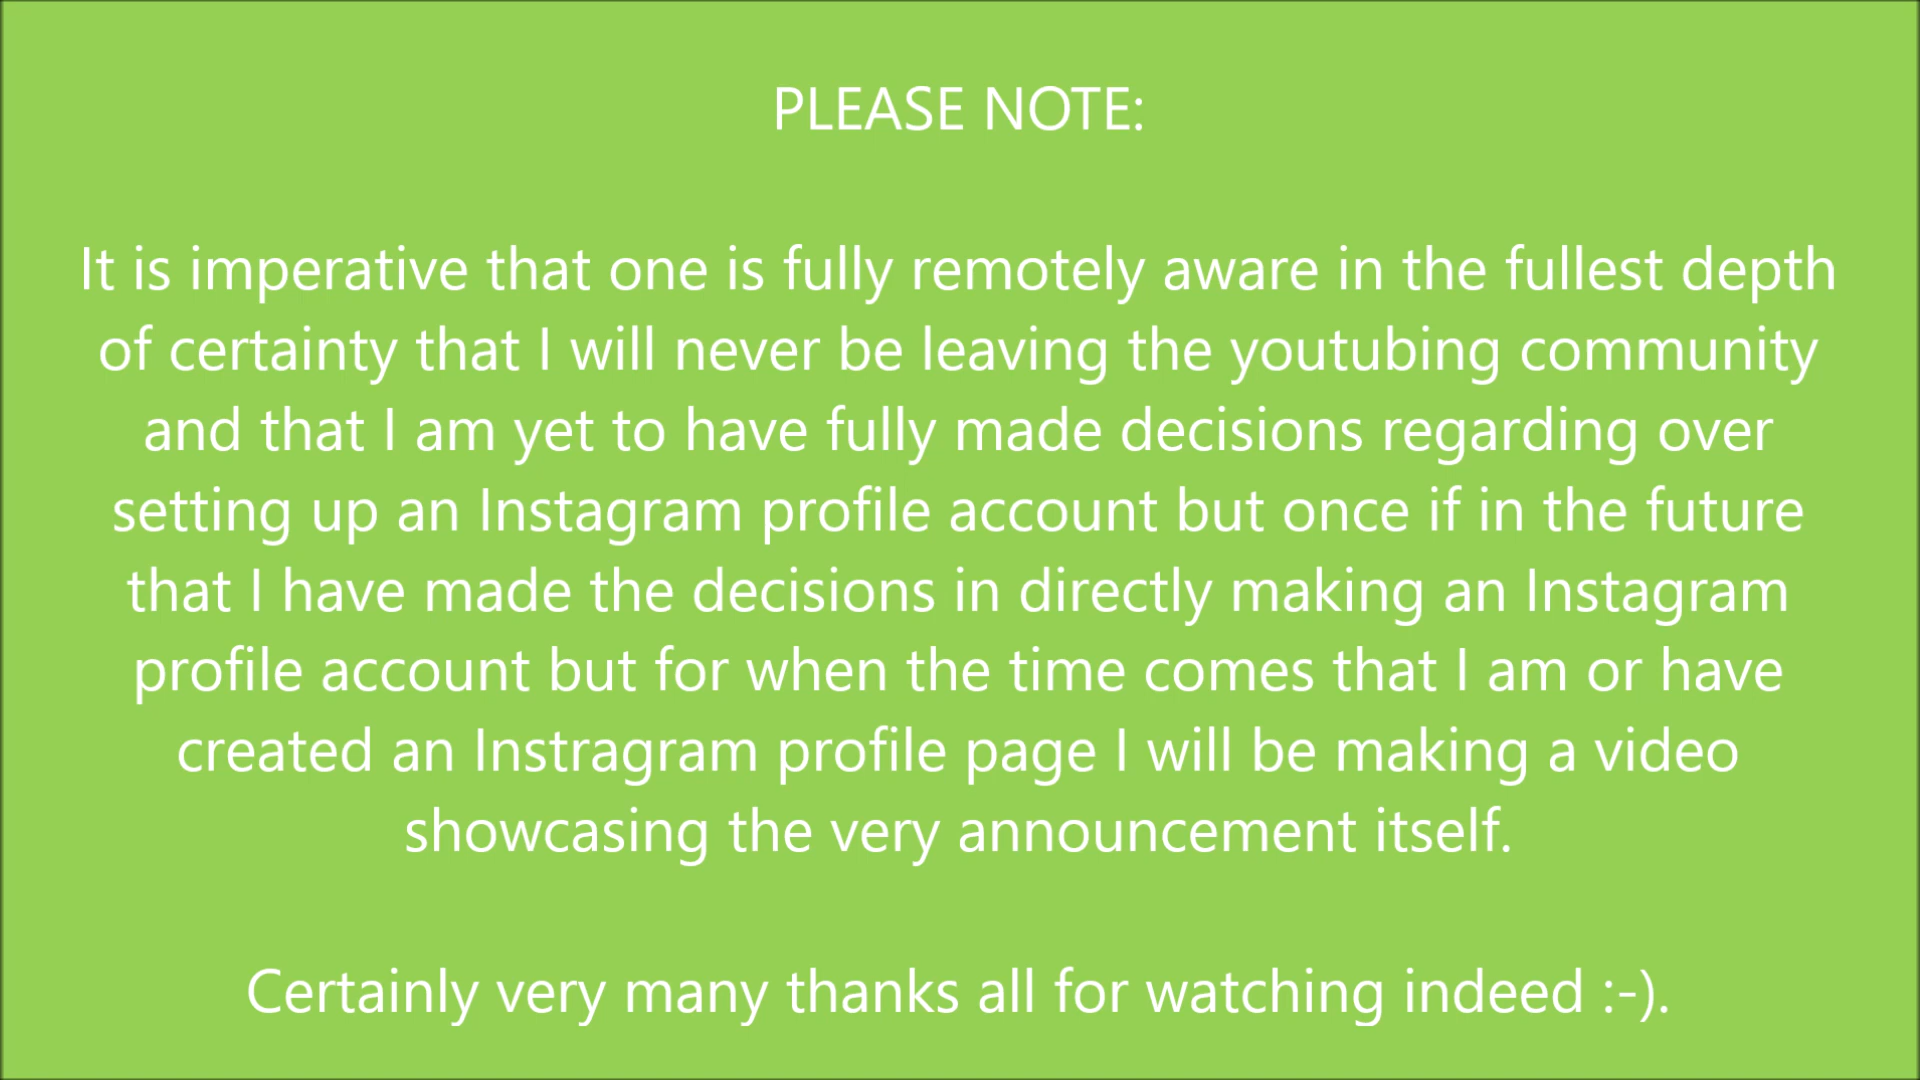 PLEASE NOTE:
It is imperative that one is fully remotely aware in the fullest depth
of certainty that I will never be leaving the youtubing community
and that I am yet to have fully made decisions regarding over
setting up an Instagram profile account but once if in the future
that I have made the decisions in directly making an Instagram
profile account but for when the time comes that I am or have
created an Instragram profile page I will be making a video
showcasing the very announcement itself.
Certainly very many thanks all for watching indeed :-).